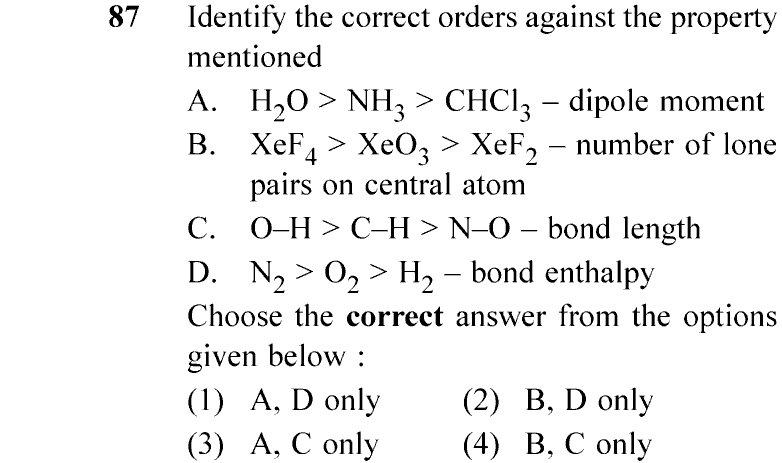 87 Identify the correct orders against the property
mentioned
A. H₂O > NH₃ > CHCl₃ – dipole moment
B. XeF₄ > XeO₃ > XeF₂ – number of lone
pairs on central atom
C. O–H > C–H > N–O – bond length
D. N₂ > O₂ > H₂ – bond enthalpy
Choose the correct answer from the options
given below :
(1) A, D only (2) B, D only
(3) A, C only (4) B, C only